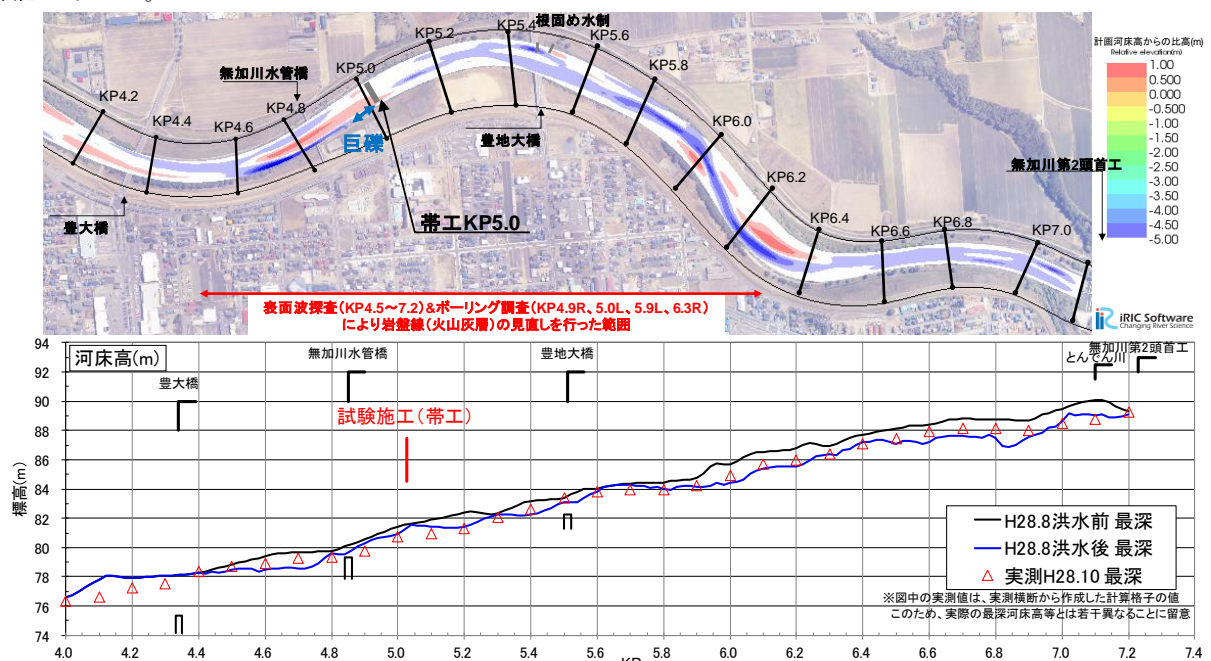 根固め水制
KP5.4
KP5.2
KP5.6
無加川水管橋
KP5.0
KP5.8
KP4.2
KP4.4
KP4.6
KP4.8
KP6.0
巨礫
豊地大橋
KP6.2
無加川第2頭首工
豊大橋
帯工KP5.0
KP6.4
KP6.6
KP6.8
KP7.0
計画河床高からの比高(m)
Relative elevation(m)
1.00
0.500
0.000
-0.500
-1.00
-1.50
-2.00
-2.50
-3.00
-3.50
-4.00
-4.50
-5.00
表面波探査(KP4.5~7.2)&ボーリング調査(KP4.9R、5.0L、5.9L、6.3R)
により岩盤線(火山灰層)の見直しを行った範囲
iRIC Software
Changing River Science
河床高(m)
無加川水管橋
豊地大橋
無加川第2頭首工
とんでん川
豊大橋
試験施工(帯工)
標高(m)
94
92
90
88
86
84
82
80
78
76
74
H28.8洪水前 最深
H28.8洪水後 最深
実測H28.10 最深
※図中の実測値は、実測横断から作成した計算格子の値
このため、実際の最深河床高等とは若干異なることに留意
4.0 4.2 4.4 4.6 4.8 5.0 5.2 5.4 5.6 5.8 6.0 6.2 6.4 6.6 6.8 7.0 7.2 7.4